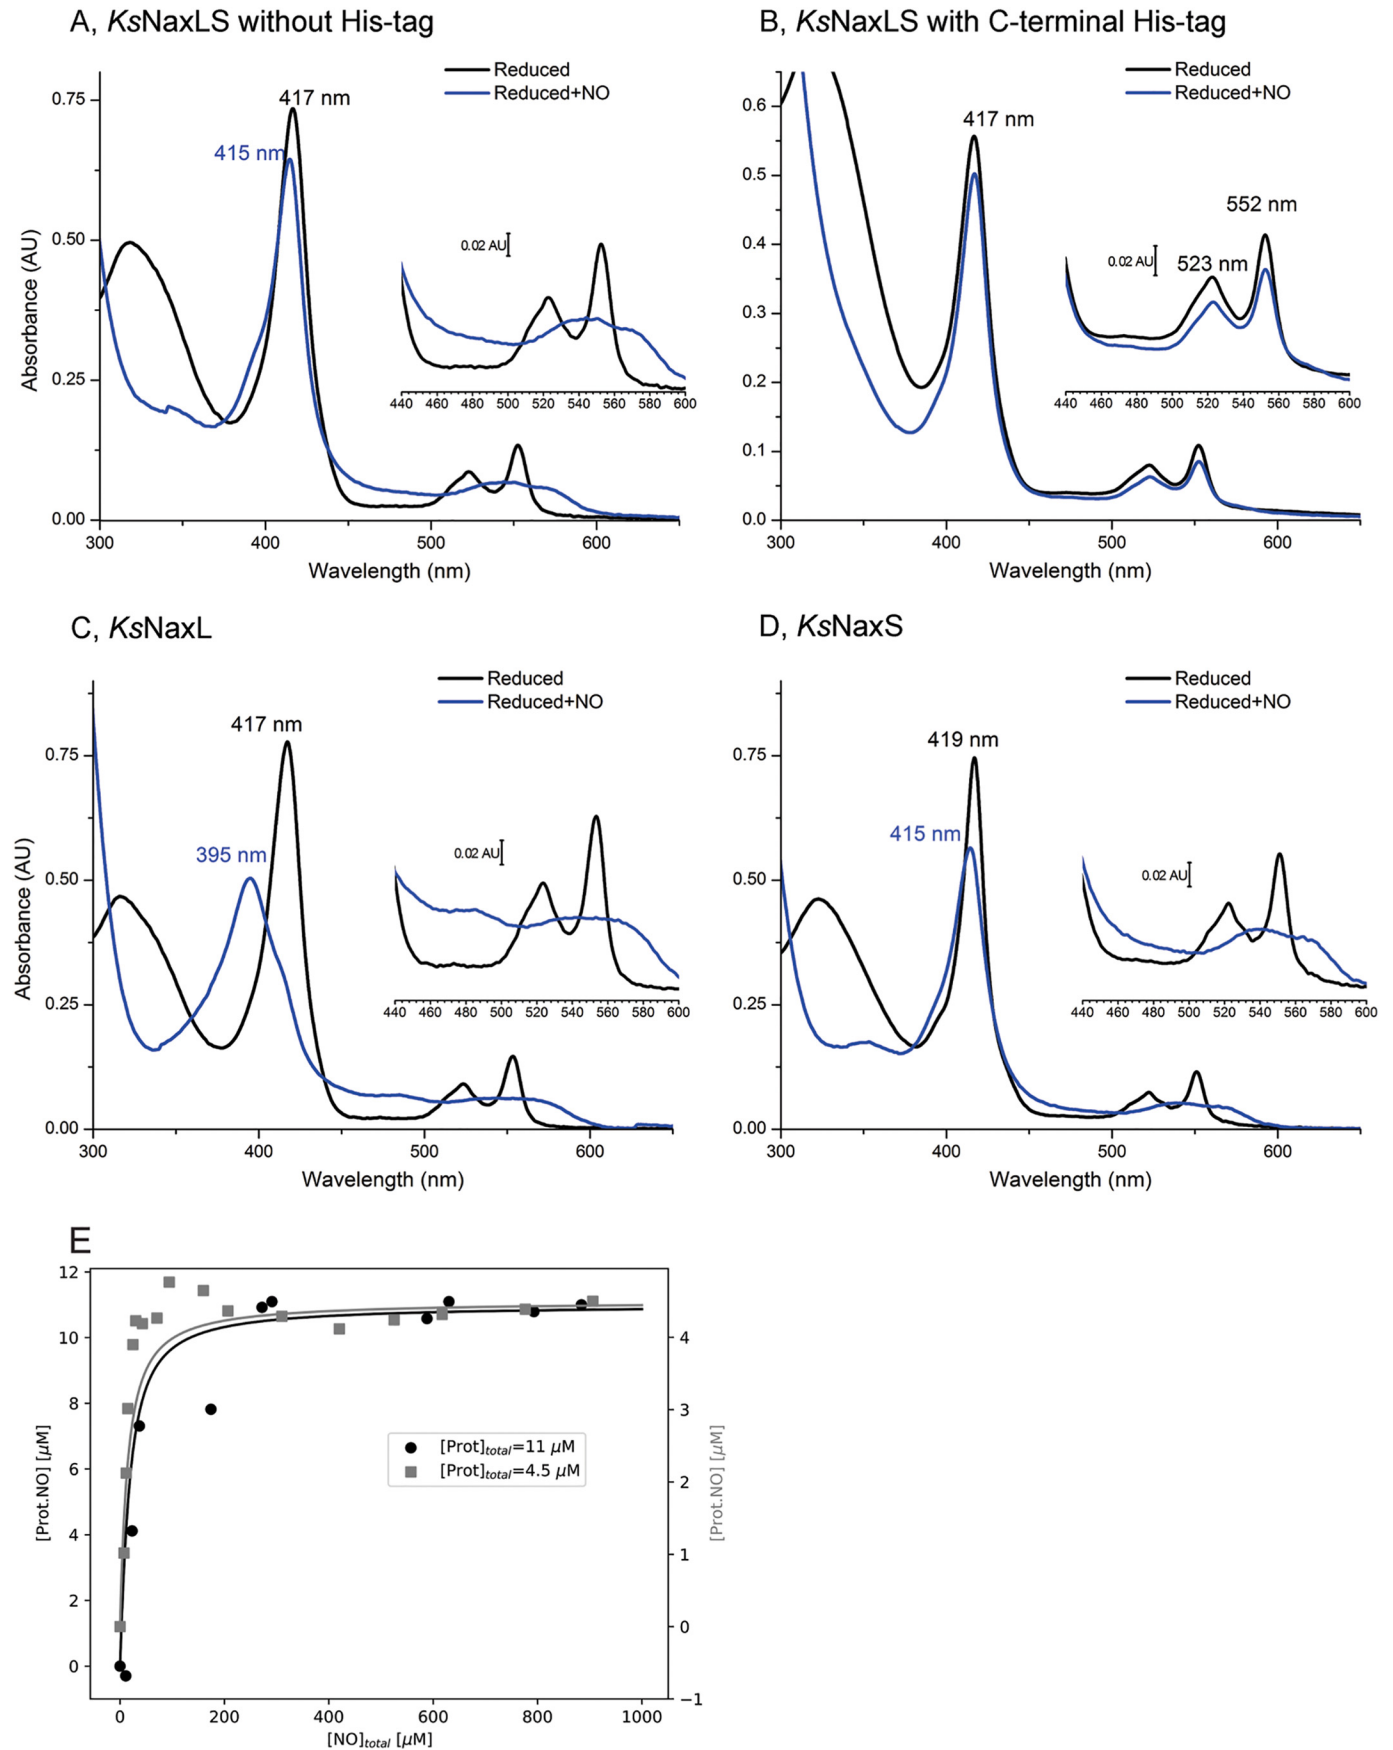 A, KsNaxLS without His-tag
Reduced
Reduced+NO
417 nm
415 nm
0.02 AU
Absorbance (AU)
0.75
0.50
0.25
0.00
440 460 480 500 520 540 560 580 600
300 400 500 600
Wavelength (nm)
B, KsNaxLS with C-terminal His-tag
Reduced
Reduced+NO
417 nm
552 nm
523 nm
0.02 AU
0.6
0.5
0.4
0.3
0.2
0.1
0.0
440 460 480 500 520 540 560 580 600
300 400 500 600
Wavelength (nm)
C, KsNaxL
Reduced
Reduced+NO
417 nm
395 nm
0.02 AU
Absorbance (AU)
0.75
0.50
0.25
0.00
440 460 480 500 520 540 560 580 600
300 400 500 600
Wavelength (nm)
D, KsNaxS
Reduced
Reduced+NO
419 nm
415 nm
0.02 AU
0.75
0.50
0.25
0.00
440 460 480 500 520 540 560 580 600
300 400 500 600
Wavelength (nm)
E
12
10
8
6
4
2
0
[Prot.NO] [µM]
[Prot]total=11 µM
[Prot]total=4.5 µM
4
3
2
1
0
−1
[Prot.NO] [µM]
0 200 400 600 800 1000
[NO]total [µM]